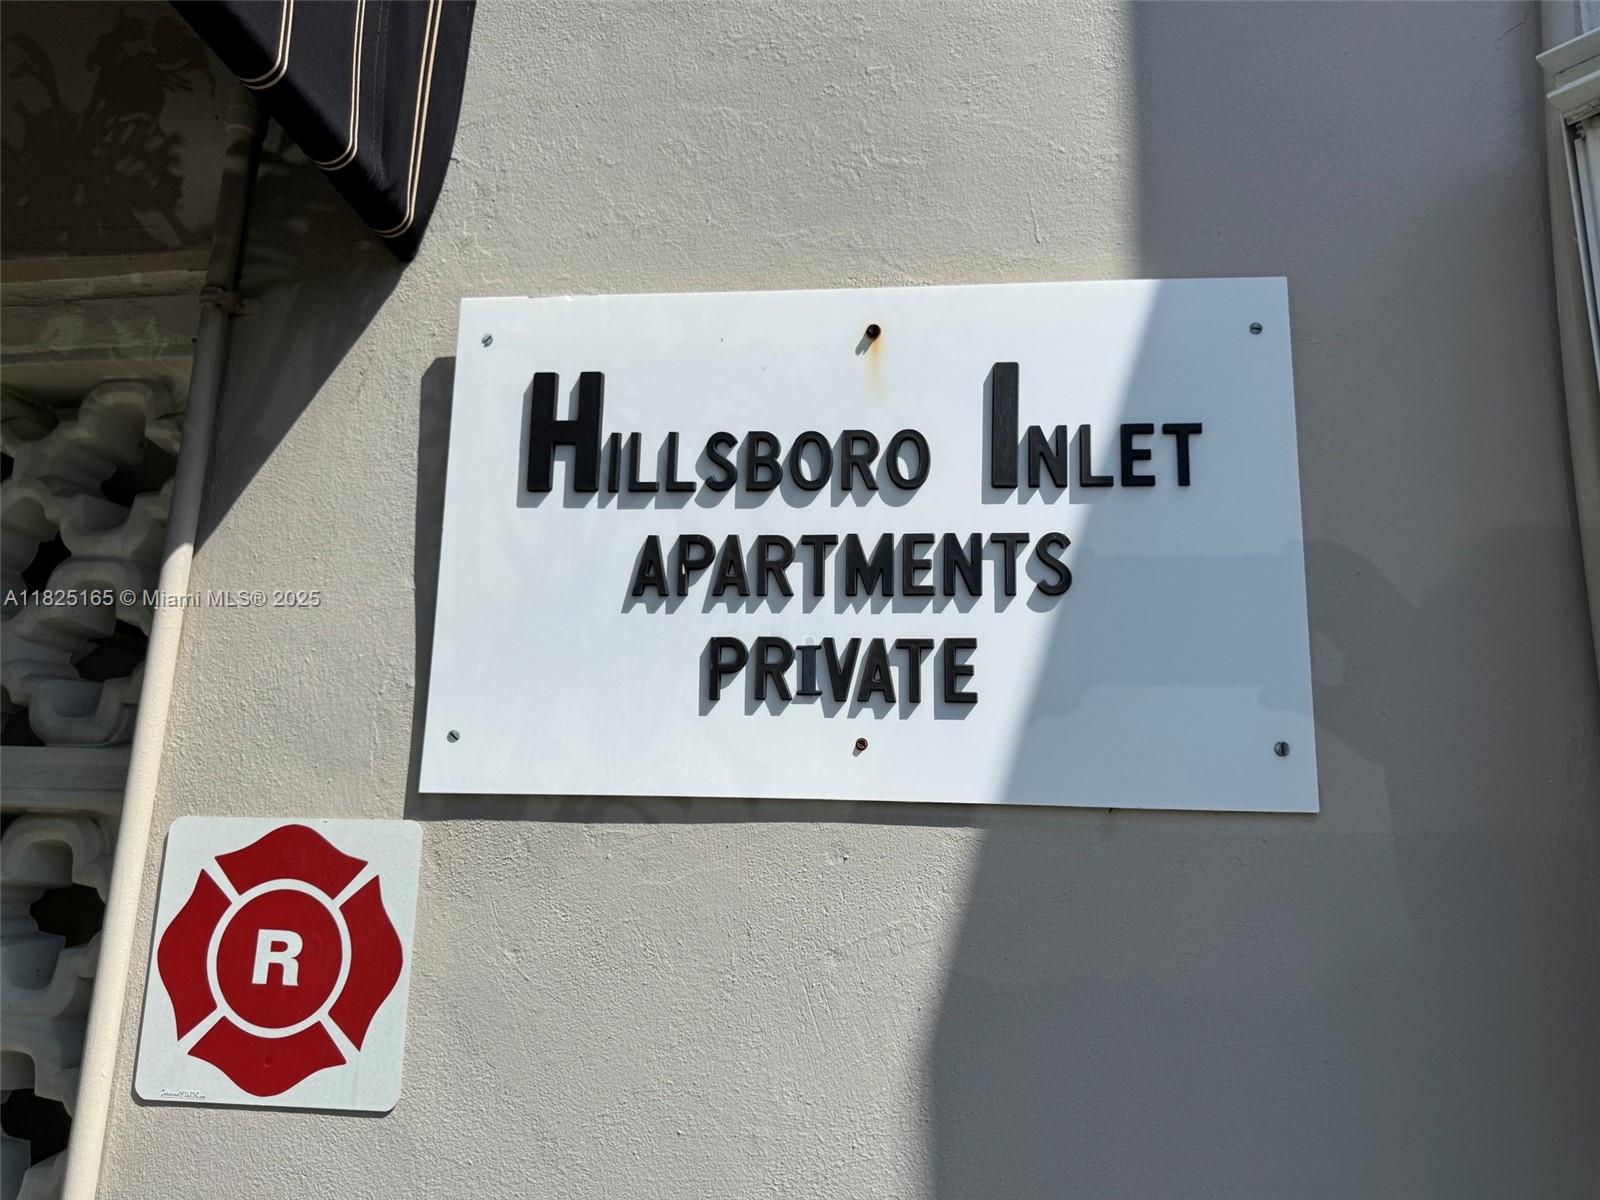 HILLSBORO INLET
APARTMENTS
PRIVATE
A11825165 © Miami MLS® 2025
R